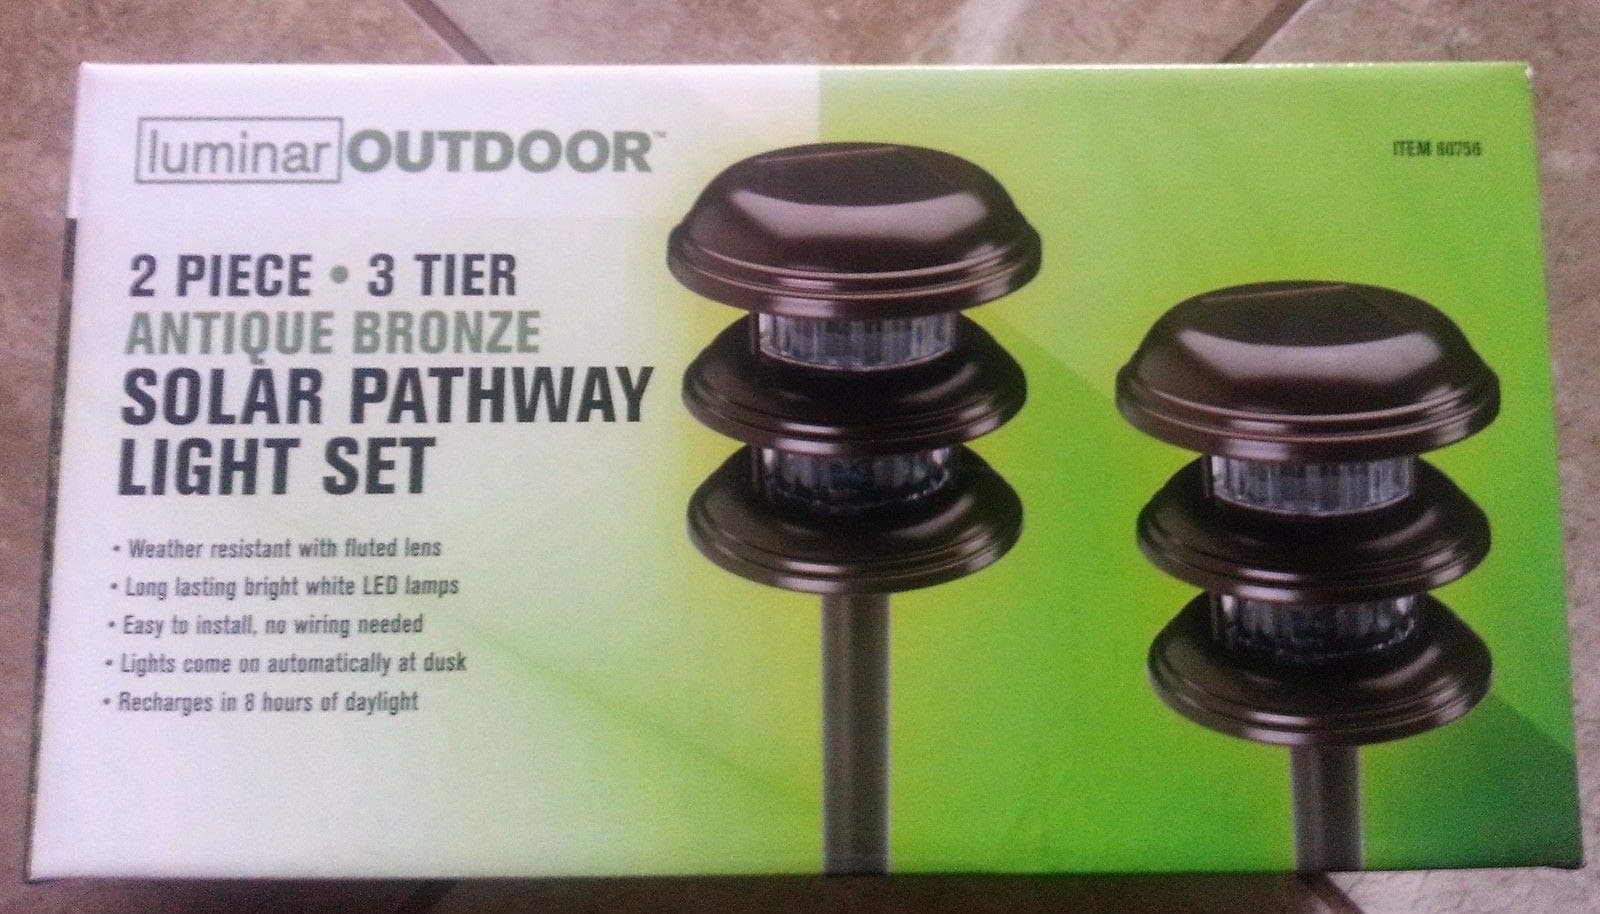 luminar OUTDOOR™
ITEM 60756
2 PIECE • 3 TIER
ANTIQUE BRONZE
SOLAR PATHWAY
LIGHT SET
• Weather resistant with fluted lens
• Long lasting bright white LED lamps
• Easy to install, no wiring needed
• Lights come on automatically at dusk
• Recharges in 8 hours of daylight